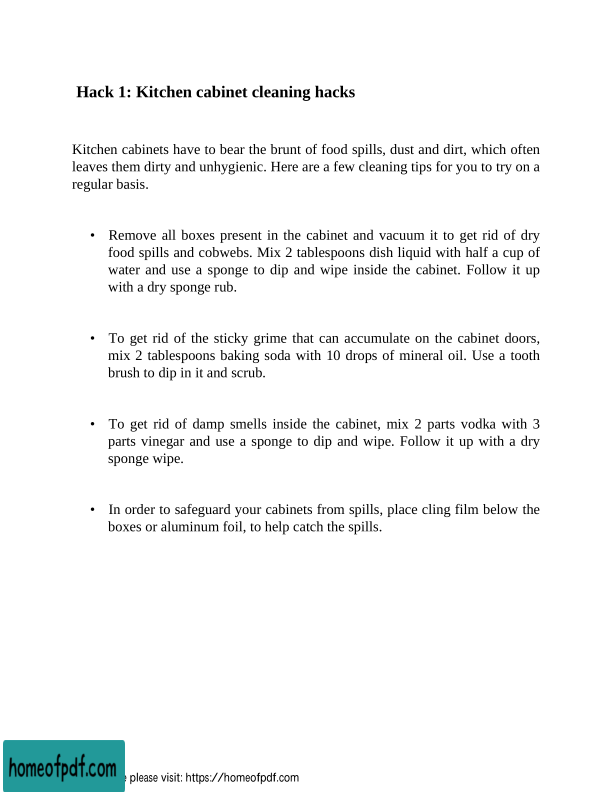 Hack 1: Kitchen cabinet cleaning hacks
Kitchen cabinets have to bear the brunt of food spills, dust and dirt, which often
leaves them dirty and unhygienic. Here are a few cleaning tips for you to try on a
regular basis.
• Remove all boxes present in the cabinet and vacuum it to get rid of dry
food spills and cobwebs. Mix 2 tablespoons dish liquid with half a cup of
water and use a sponge to dip and wipe inside the cabinet. Follow it up
with a dry sponge rub.
• To get rid of the sticky grime that can accumulate on the cabinet doors,
mix 2 tablespoons baking soda with 10 drops of mineral oil. Use a tooth
brush to dip in it and scrub.
• To get rid of damp smells inside the cabinet, mix 2 parts vodka with 3
parts vinegar and use a sponge to dip and wipe. Follow it up with a dry
sponge wipe.
• In order to safeguard your cabinets from spills, place cling film below the
boxes or aluminum foil, to help catch the spills.
homeofpdf.com
please visit: https://homeofpdf.com